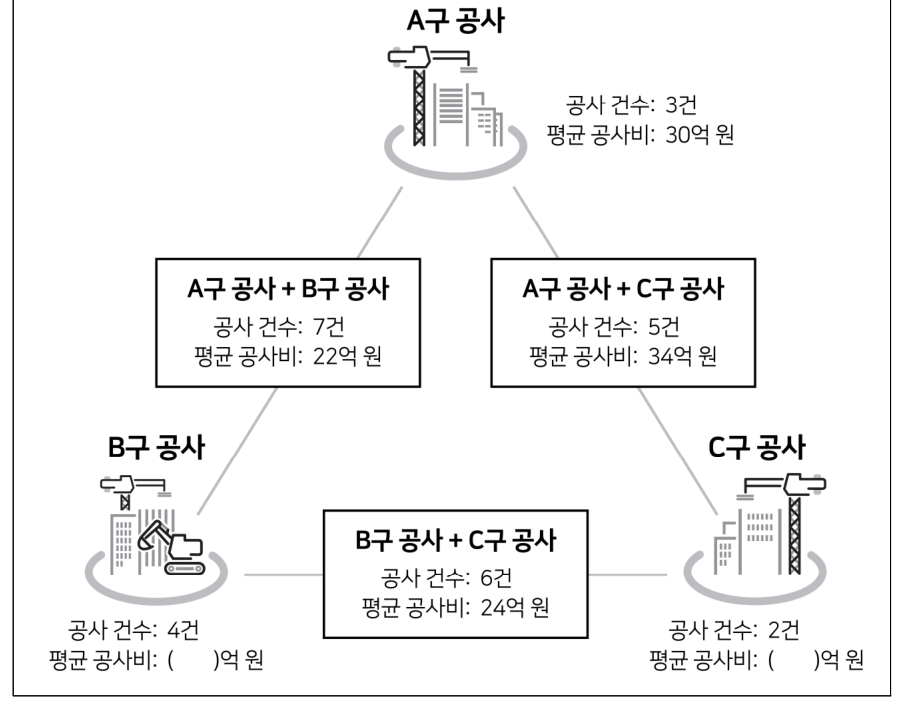 A구 공사
공사 건수: 3건
평균 공사비: 30억 원
A구 공사 + B구 공사
공사 건수: 7건
평균 공사비: 22억 원
A구 공사 + C구 공사
공사 건수: 5건
평균 공사비: 34억 원
B구 공사
공사 건수: 4건
평균 공사비: (    )억 원
B구 공사 + C구 공사
공사 건수: 6건
평균 공사비: 24억 원
C구 공사
공사 건수: 2건
평균 공사비: (    )억 원